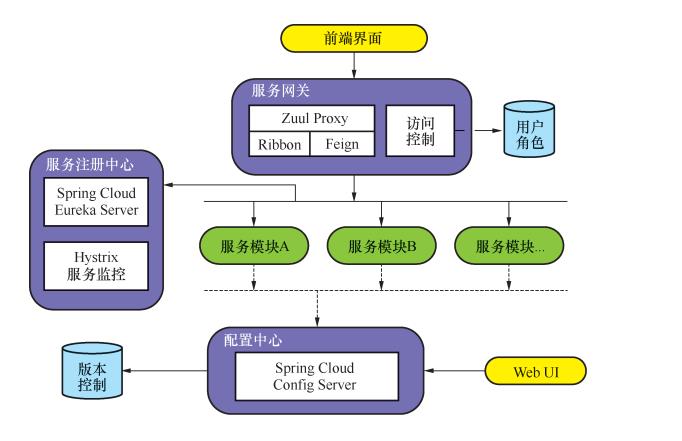 前端界面
服务网关
Zuul Proxy
Ribbon
Feign
访问
控制
用户
角色
服务注册中心
Spring Cloud
Eureka Server
Hystrix
服务监控
服务模块A
服务模块B
服务模块...
配置中心
Spring Cloud
Config Server
版本
控制
Web UI